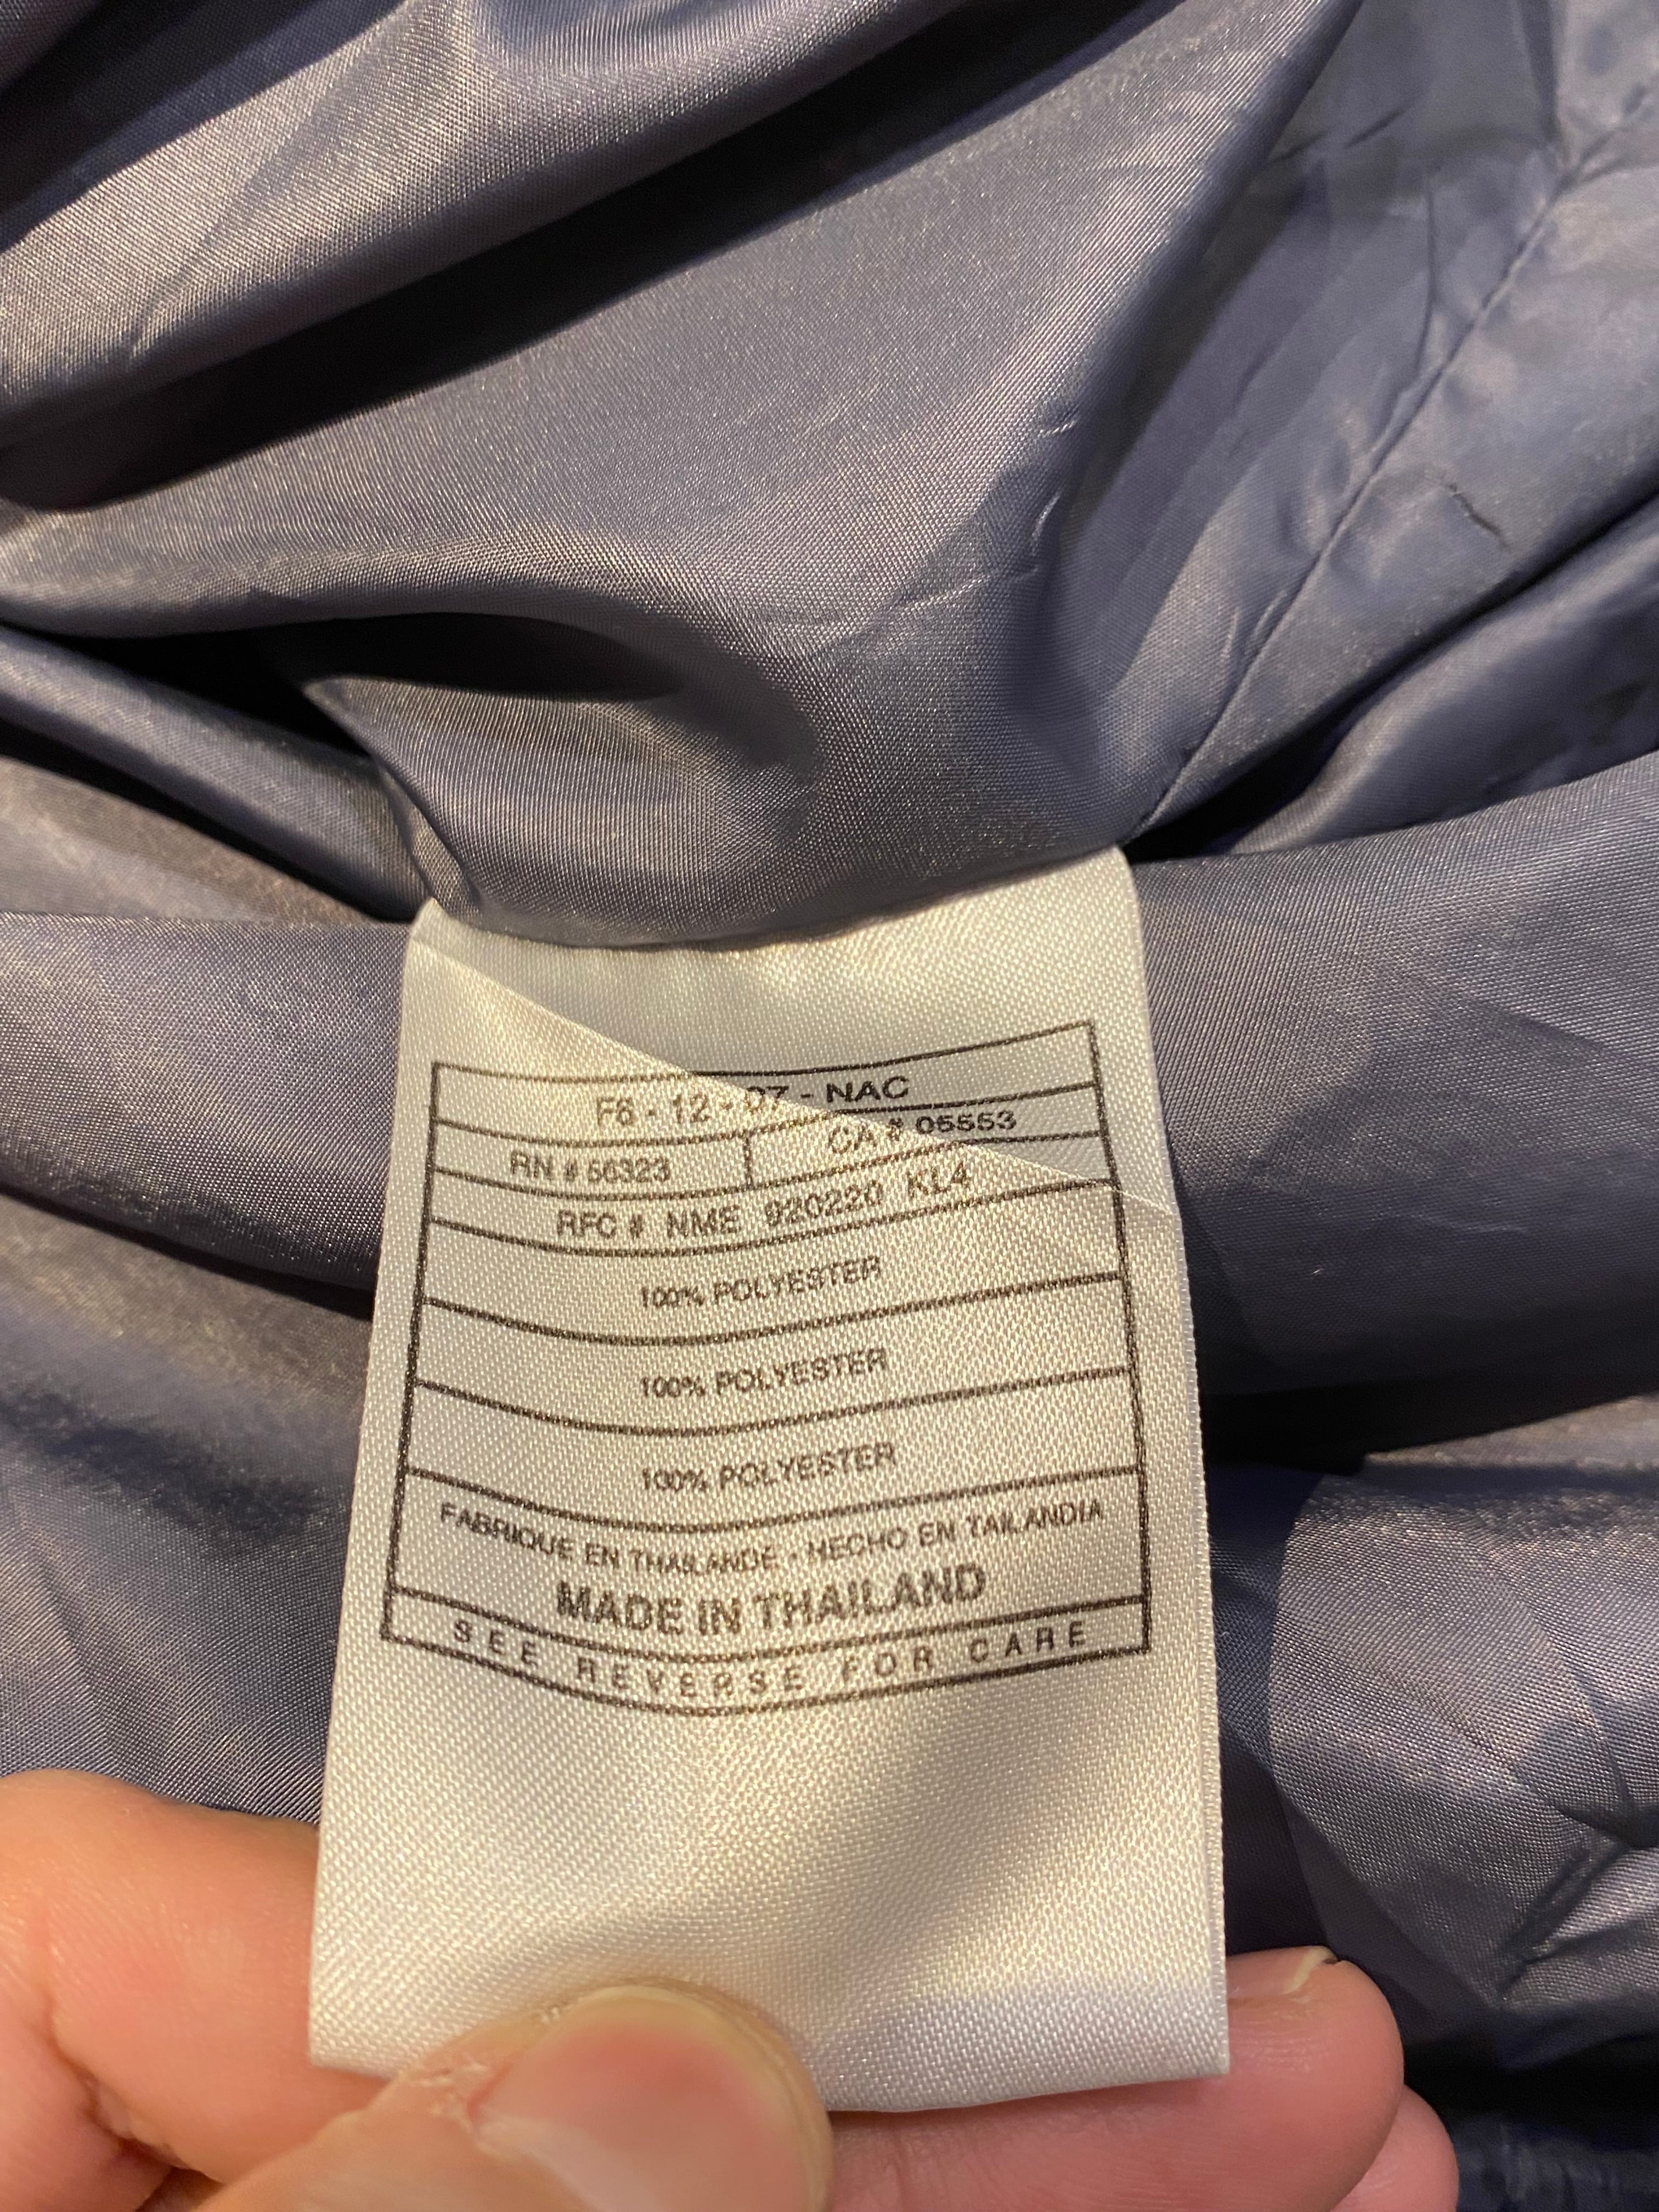 F6 - 12 - 07 - NAC
RN # 56323 CA # 05553
RFC # NME 920220 KL4
100% POLYESTER
100% POLYESTER
100% POLYESTER
FABRIQUE EN THAILANDE - HECHO EN TAILANDIA
MADE IN THAILAND
SEE REVERSE FOR CARE